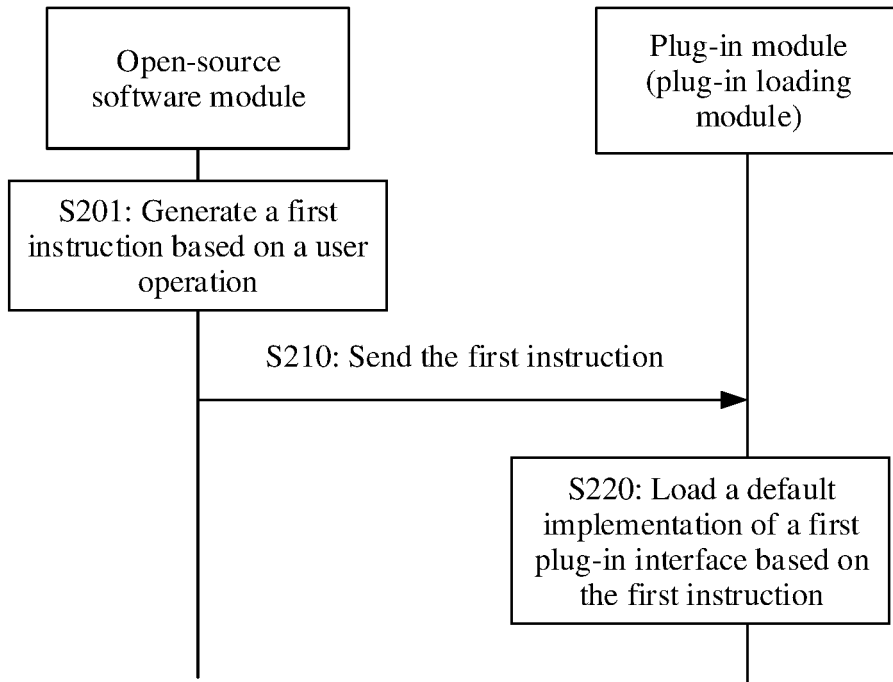 Open-source
software module
Plug-in module
(plug-in loading
module)
S201: Generate a first
instruction based on a user
operation
S210: Send the first instruction
S220: Load a default
implementation of a first
plug-in interface based on
the first instruction